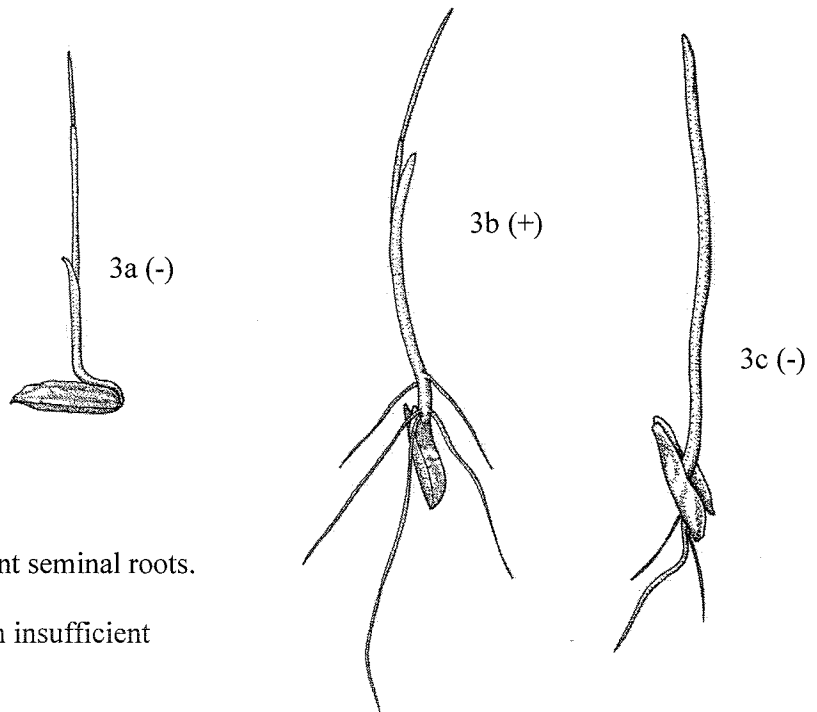 3a (-)
3b (+)
3c (-)
nt seminal roots.
insufficient